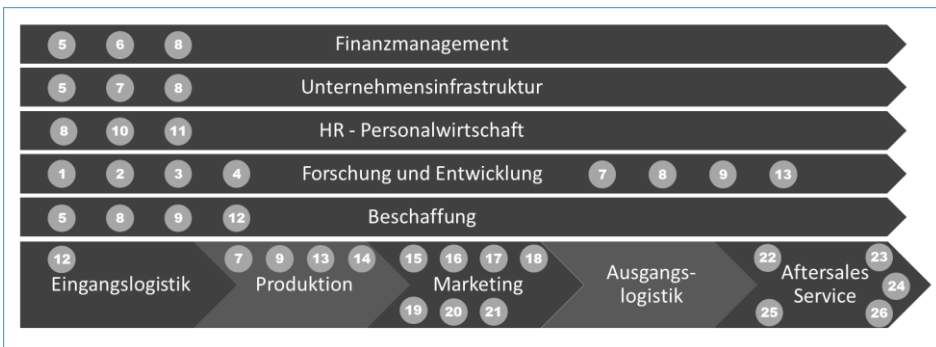 5 6 8 Finanzmanagement
5 7 8 Unternehmensinfrastruktur
8 10 11 HR - Personalwirtschaft
1 2 3 4 Forschung und Entwicklung 7 8 9 13
5 8 9 12 Beschaffung
12
Eingangslogistik
7 9 13 14
Produktion
15 16 17 18
Marketing
19 20 21
Ausgangs-
logistik
22 23
Aftersales
Service 24
25 26